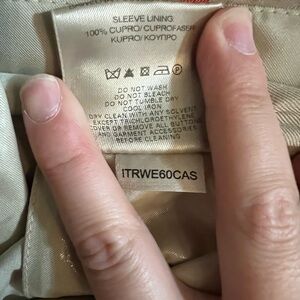 SLEEVE LINING:
100% CUPRO/CUPROFASER
KUPRO/ΚΟΥΠΡΟ
DO NOT WASH
DO NOT BLEACH
DO NOT TUMBLE DRY
COOL IRON
DRY CLEAN WITH ANY SOLVENT
EXCEPT TRICHLOROETHYLENE
COVER OR REMOVE ALL BUTTONS
AND GARMENT ACCESSORIES
BEFORE CLEANING
ITRWE60CAS